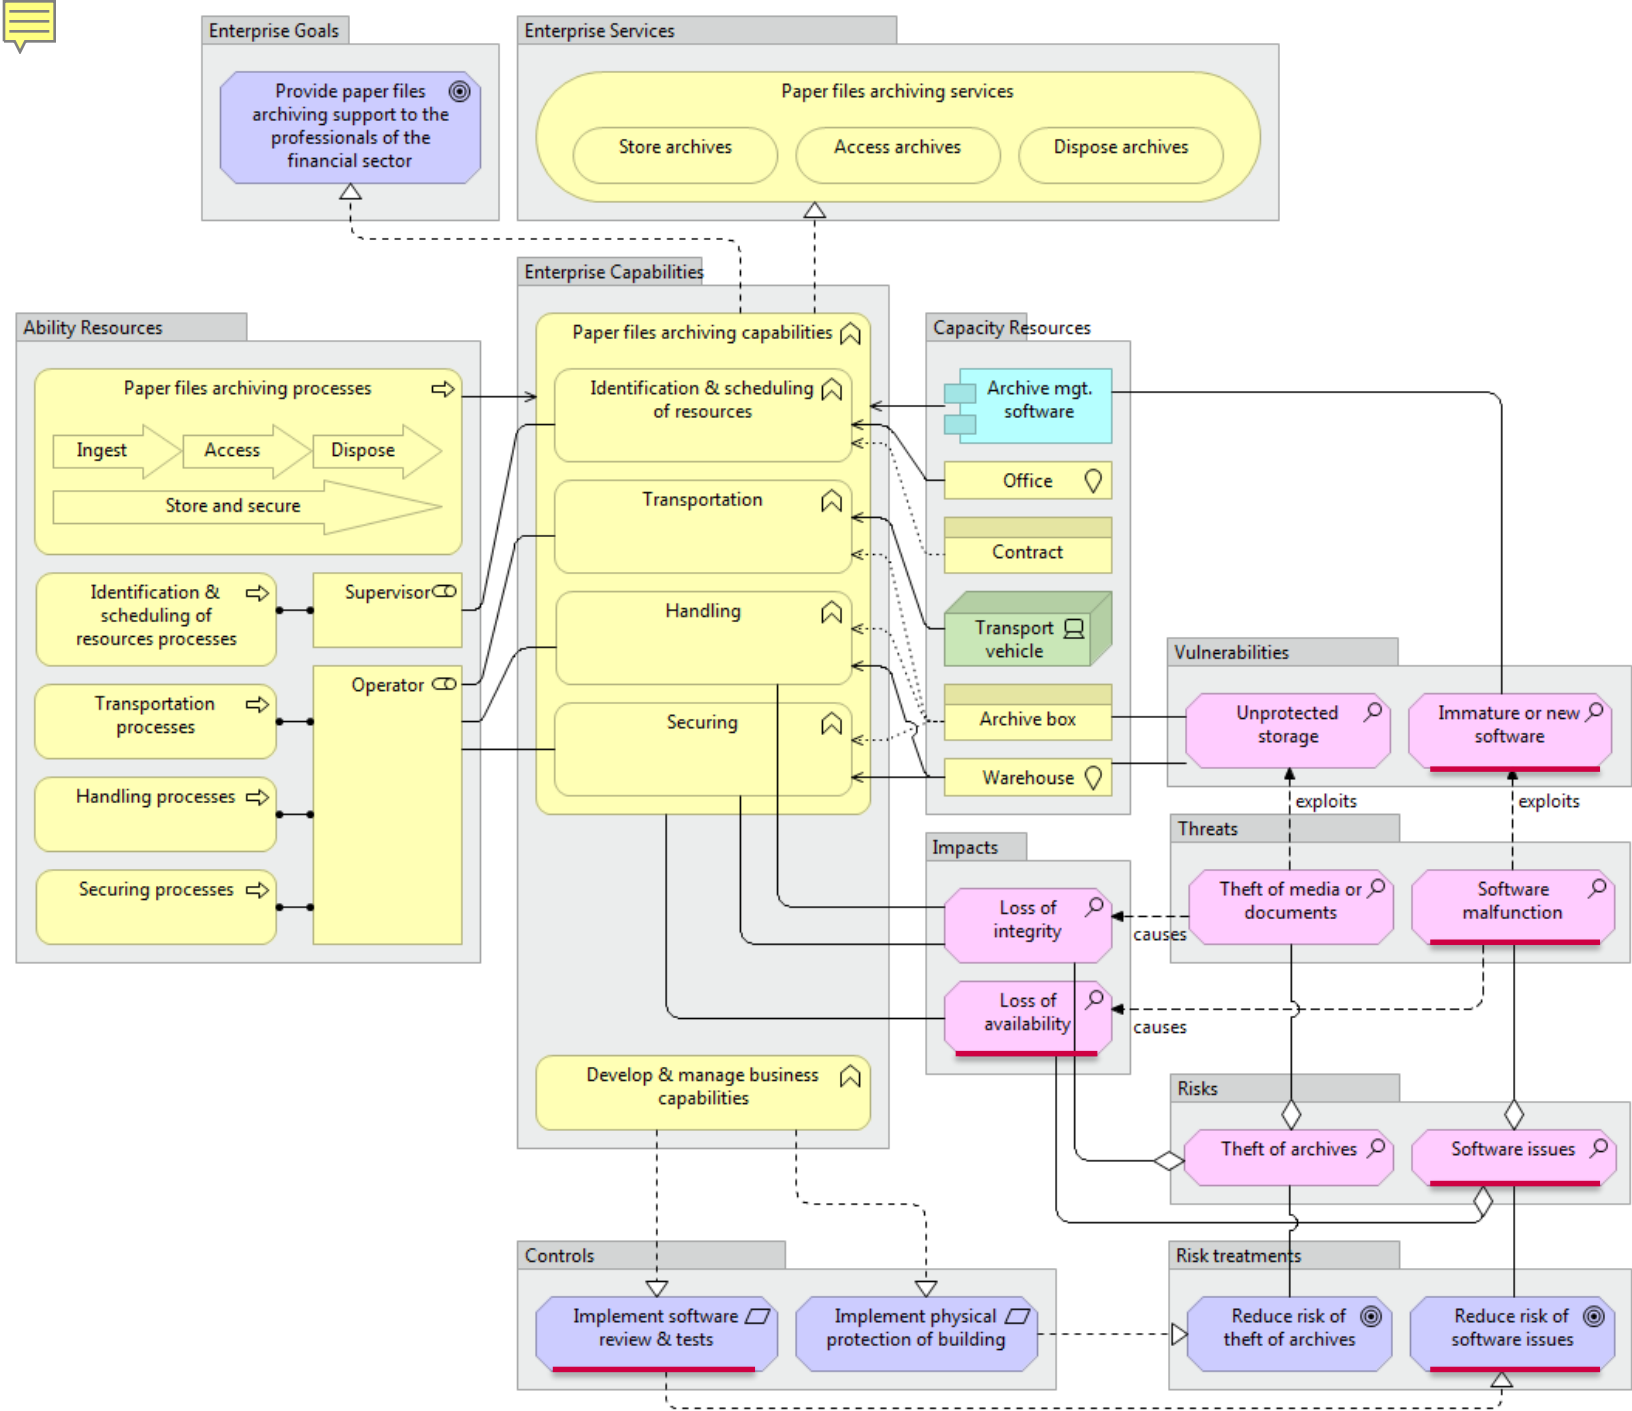 Enterprise Goals
Provide paper files
archiving support to the
professionals of the
financial sector
Enterprise Services
Paper files archiving services
Store archives
Access archives
Dispose archives
Ability Resources
Paper files archiving processes
Ingest
Access
Dispose
Store and secure
Identification &
scheduling of
resources processes
Supervisor
Transportation
processes
Operator
Handling processes
Securing processes
Enterprise Capabilities
Paper files archiving capabilities
Identification & scheduling
of resources
Transportation
Handling
Securing
Develop & manage business
capabilities
Capacity Resources
Archive mgt.
software
Office
Contract
Transport
vehicle
Archive box
Warehouse
Vulnerabilities
Unprotected
storage
Immature or new
software
exploits
exploits
Threats
Theft of media or
documents
Software
malfunction
causes
causes
Impacts
Loss of
integrity
Loss of
availability
Risks
Theft of archives
Software issues
Controls
Implement software
review & tests
Implement physical
protection of building
Risk treatments
Reduce risk of
theft of archives
Reduce risk of
software issues